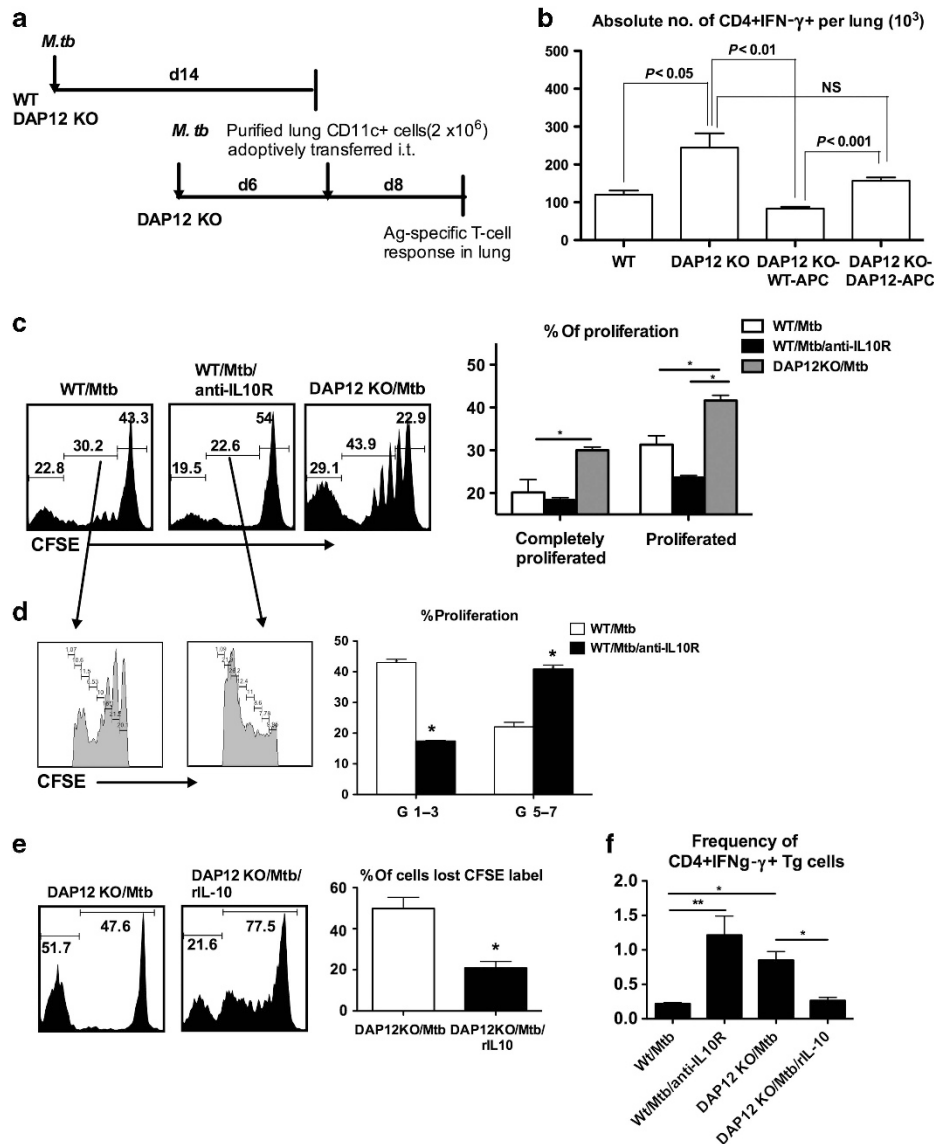 a
M.tb
d14
WT
DAP12 KO
M. tb Purified lung CD11c+ cells(2 x10⁶)
adoptively transferred i.t.
d6 d8
DAP12 KO
Ag-specific T-cell
response in lung
b
Absolute no. of CD4+IFN-γ+ per lung (10³)
500
400
300
200
100
0
P< 0.05
P< 0.01
NS
P< 0.001
WT
DAP12 KO
DAP12 KO-
WT-APC
DAP12 KO-
DAP12-APC
c
WT/Mtb
43.3
30.2
22.8
WT/Mtb/
anti-IL10R
54
22.6
19.5
DAP12 KO/Mtb
22.9
43.9
29.1
CFSE
% Of proliferation
WT/Mtb
WT/Mtb/anti-IL10R
DAP12KO/Mtb
50
40
30
20
*
*
*
Completely
proliferated
Proliferated
d
1.07
CFSE
1.09
12.4
11
%Proliferation
WT/Mtb
WT/Mtb/anti-IL10R
50
40
30
20
10
0
*
*
G 1–3
G 5–7
e
DAP12 KO/Mtb
47.6
51.7
DAP12 KO/Mtb/
rIL-10
77.5
21.6
%Of cells lost CFSE label
60
40
20
0
*
DAP12KO/Mtb
DAP12KO/Mtb/
rIL10
f
Frequency of
CD4+IFNg-γ+ Tg cells
2.0
1.5
1.0
0.5
0.0
*
**
*
Wt/Mtb
Wt/Mtb/anti-IL10R
DAP12 KO/Mtb
DAP12 KO/Mtb/rIL-10